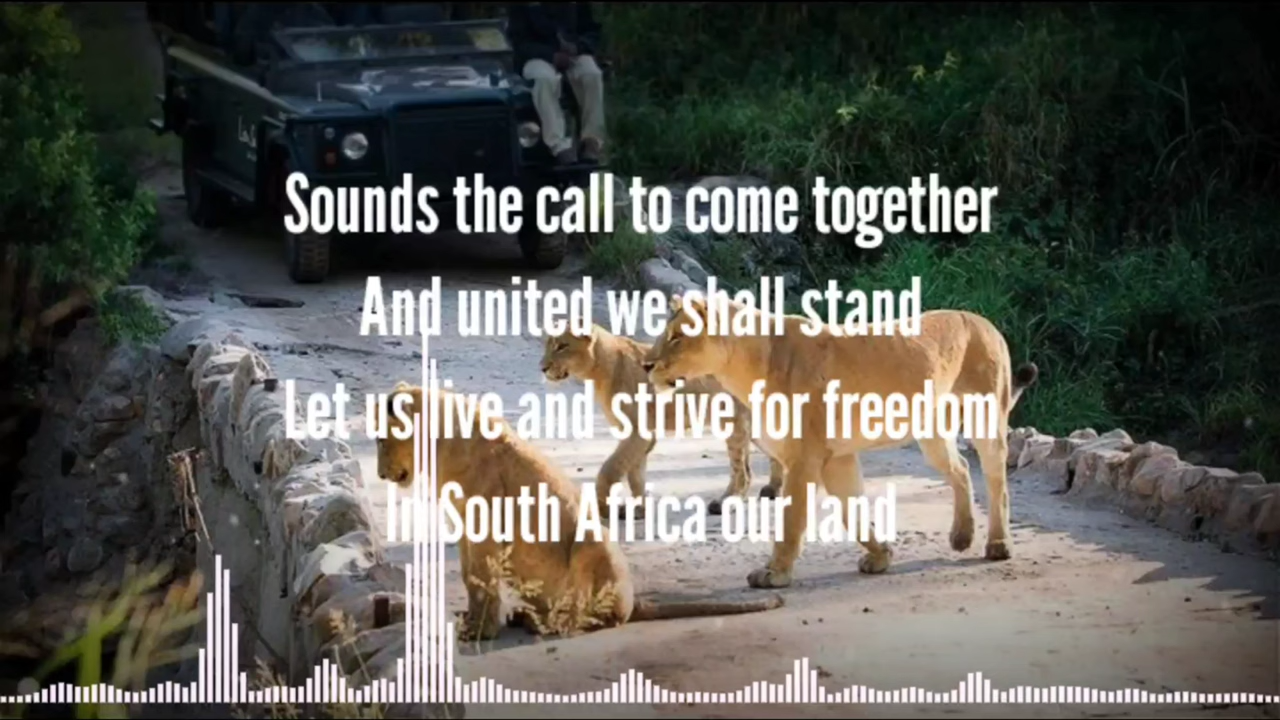 Sounds the call to come together
And united we shall stand
Let us live and strive for freedom
In South Africa our land